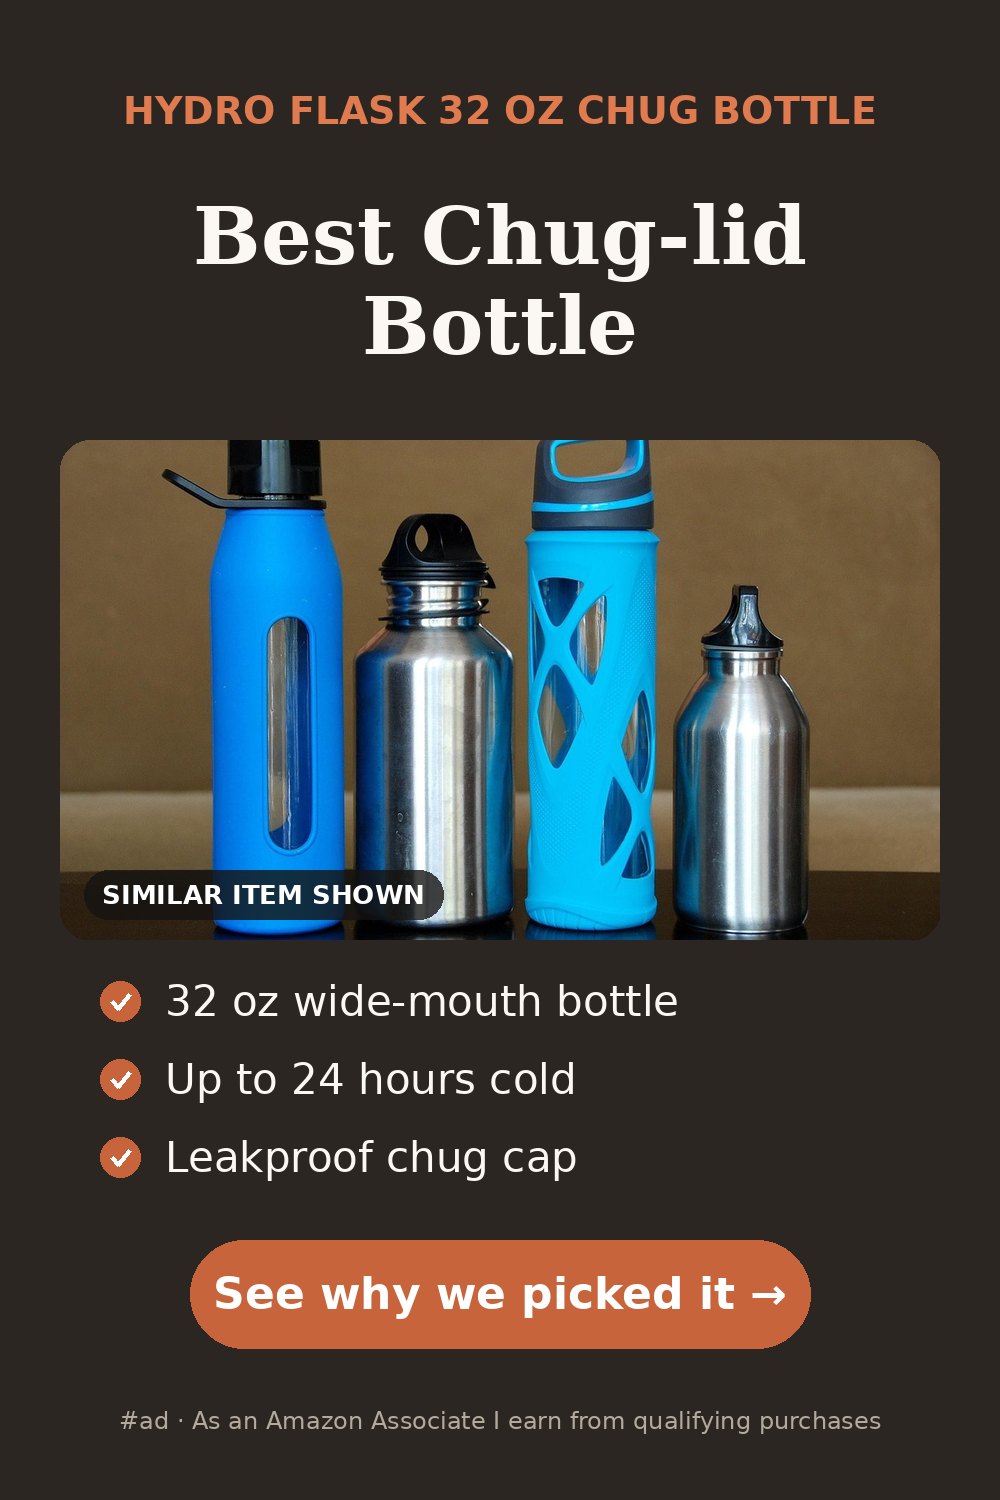 HYDRO FLASK 32 OZ CHUG BOTTLE
Best Chug-lid
Bottle
SIMILAR ITEM SHOWN
32 oz wide-mouth bottle
Up to 24 hours cold
Leakproof chug cap
See why we picked it →
#ad · As an Amazon Associate I earn from qualifying purchases